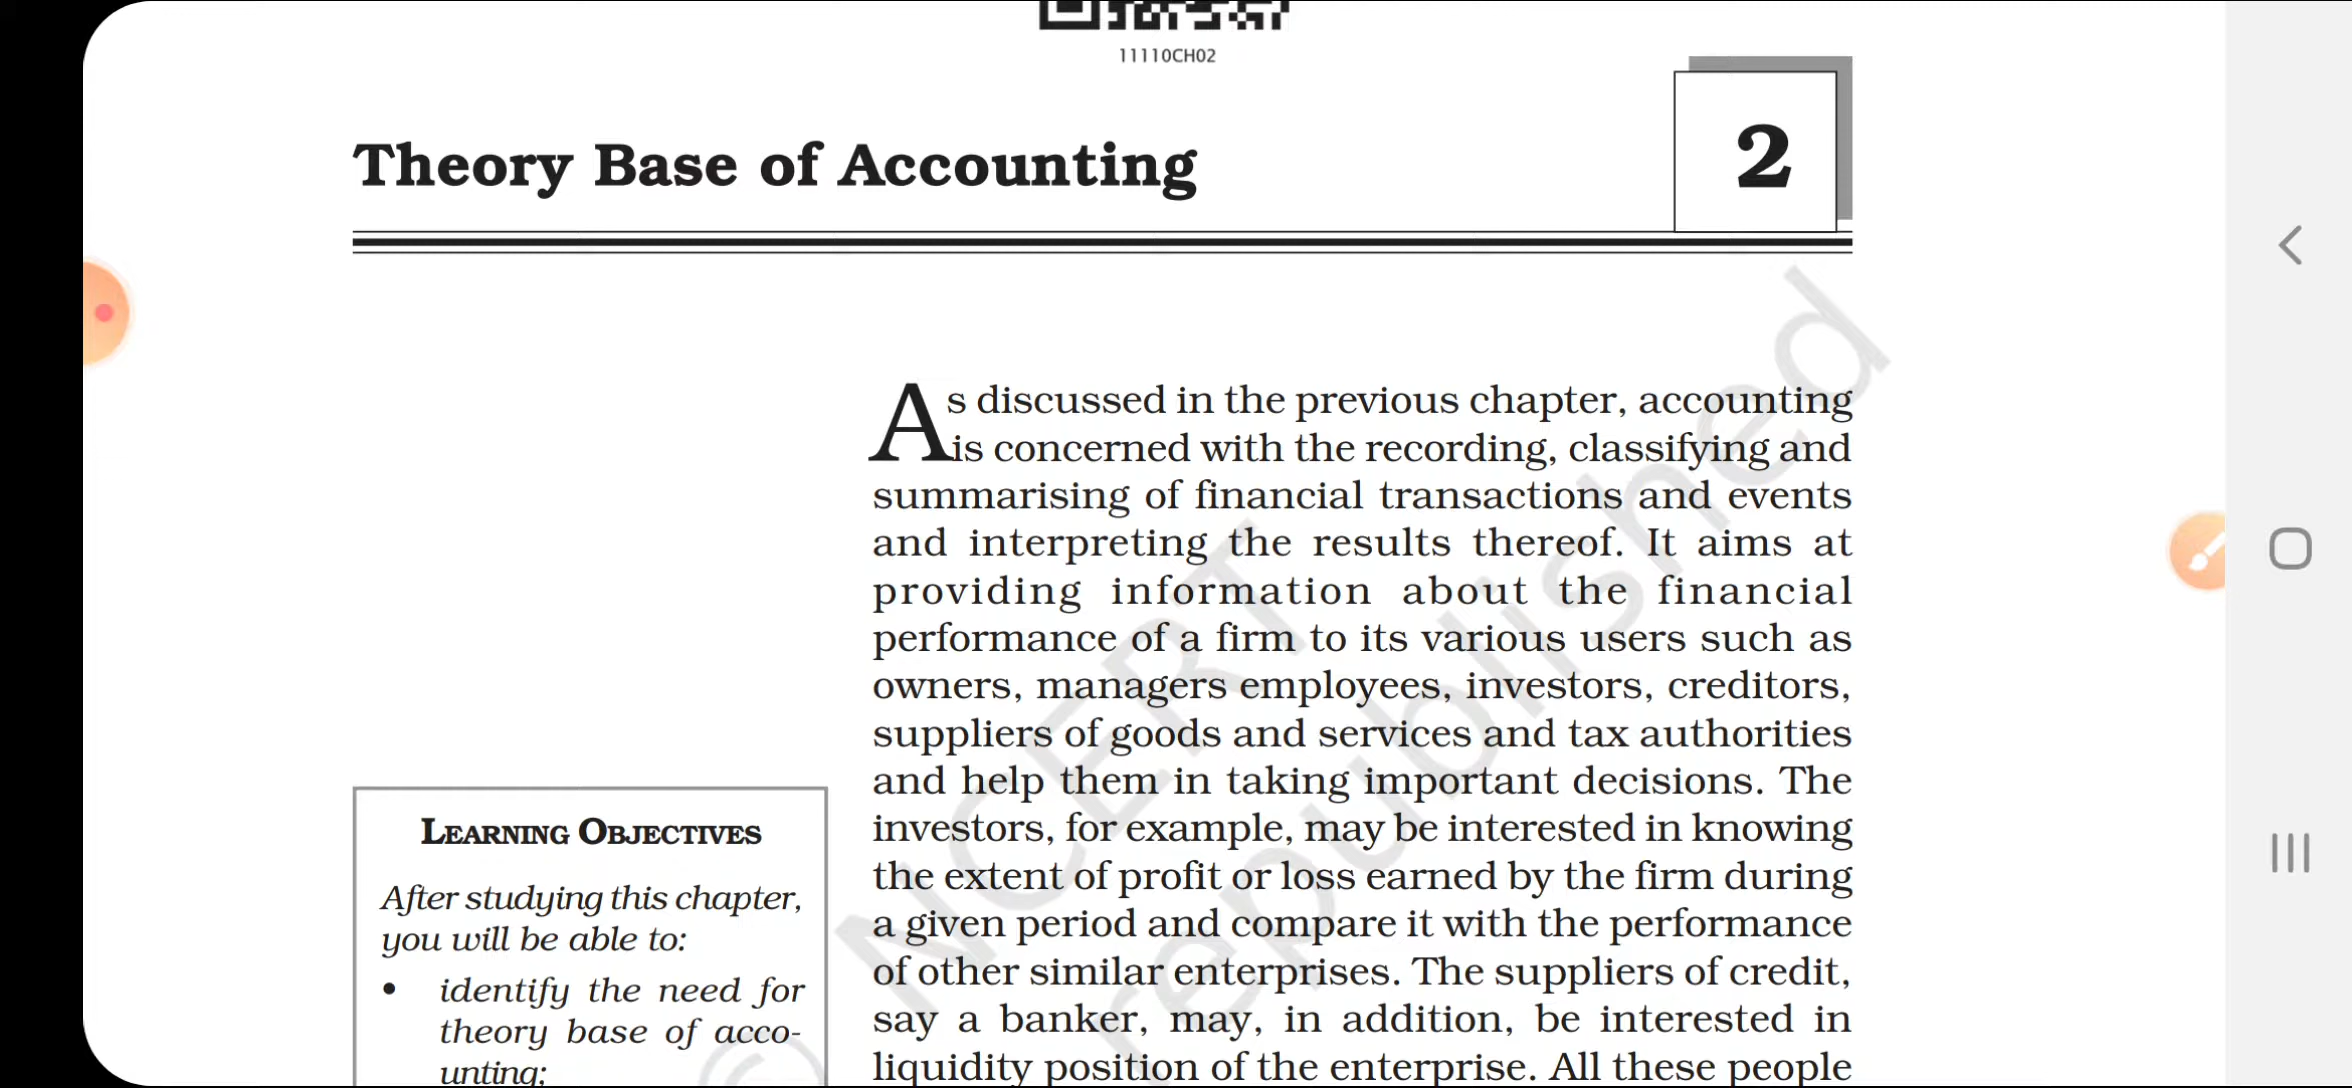 11110CH02
Theory Base of Accounting
2
As discussed in the previous chapter, accounting
is concerned with the recording, classifying and
summarising of financial transactions and events
and interpreting the results thereof. It aims at
providing information about the financial
performance of a firm to its various users such as
owners, managers employees, investors, creditors,
suppliers of goods and services and tax authorities
and help them in taking important decisions. The
investors, for example, may be interested in knowing
the extent of profit or loss earned by the firm during
a given period and compare it with the performance
of other similar enterprises. The suppliers of credit,
say a banker, may, in addition, be interested in
liquidity position of the enterprise. All these people
LEARNING OBJECTIVES
After studying this chapter,
you will be able to:
• identify the need for
theory base of acco-
unting;
© NCERT
republished